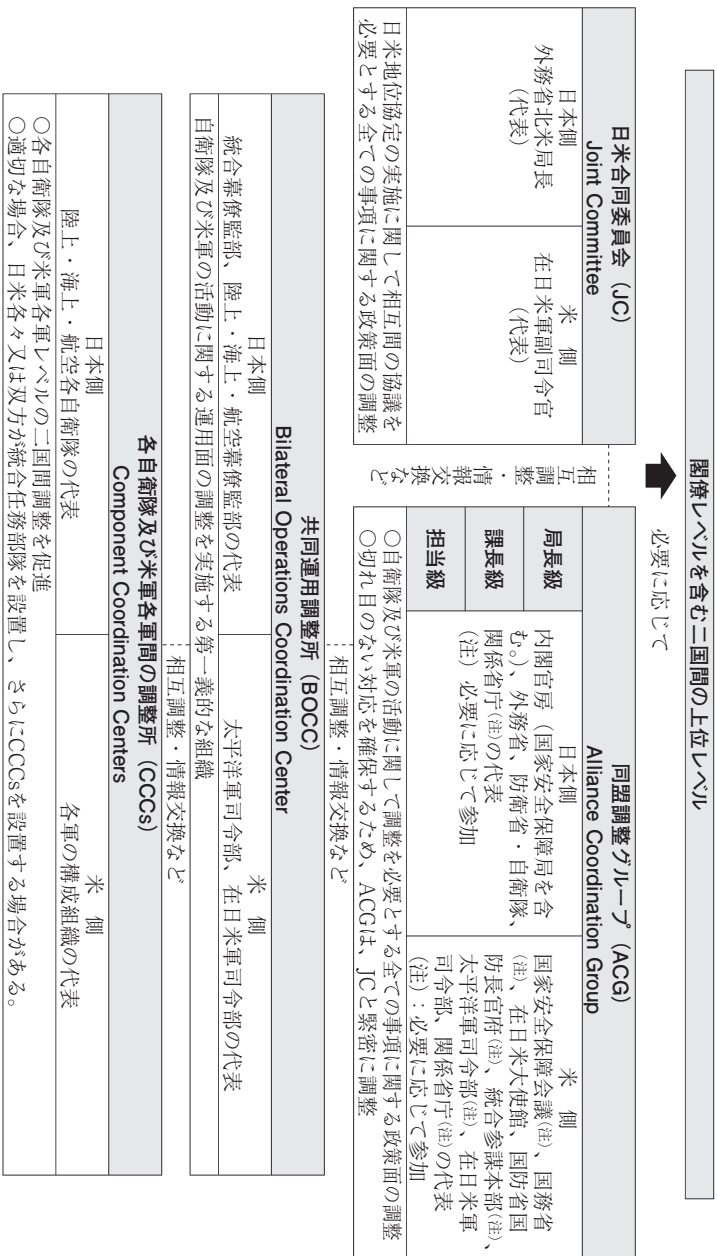 閣僚レベルを含む二国間の上位レベル
必要に応じて
日米合同委員会（JC）
Joint Committee
日本側
外務省北米局長
（代表）
米　側
在日米軍副司令官
（代表）
日米地位協定の実施に関して相互間の協議を
必要とする全ての事項に関する政策面の調整
相互調整・情報交換など
同盟調整グループ（ACG）
Alliance Coordination Group
局長級
課長級
担当級
日本側
内閣官房（国家安全保障局を含
む。）、外務省、防衛省・自衛隊、
関係省庁(注)の代表
（注）必要に応じて参加
米　側
国家安全保障会議(注)、国務省
(注)、在日米大使館、国防省国
防長官府(注)、統合参謀本部(注)、
太平洋軍司令部(注)、在日米軍
司令部、関係省庁(注)の代表
（注）：必要に応じて参加
○自衛隊及び米軍の活動に関して調整を必要とする全ての事項に関する政策面の調整
○切れ目のない対応を確保するため、ACGは、JCと緊密に調整
相互調整・情報交換など
共同運用調整所（BOCC）
Bilateral Operations Coordination Center
日本側
統合幕僚監部、陸上・海上・航空幕僚監部の代表
米　側
太平洋軍司令部、在日米軍司令部の代表
自衛隊及び米軍の活動に関する運用面の調整を実施する第一義的な組織
相互調整・情報交換など
各自衛隊及び米軍各軍間の調整所（CCCs）
Component Coordination Centers
日本側
陸上・海上・航空各自衛隊の代表
米　側
各軍の構成組織の代表
○各自衛隊及び米軍各軍レベルの二国間調整を促進
○適切な場合、日米各々又は双方が統合任務部隊を設置し、さらにCCCsを設置する場合がある。